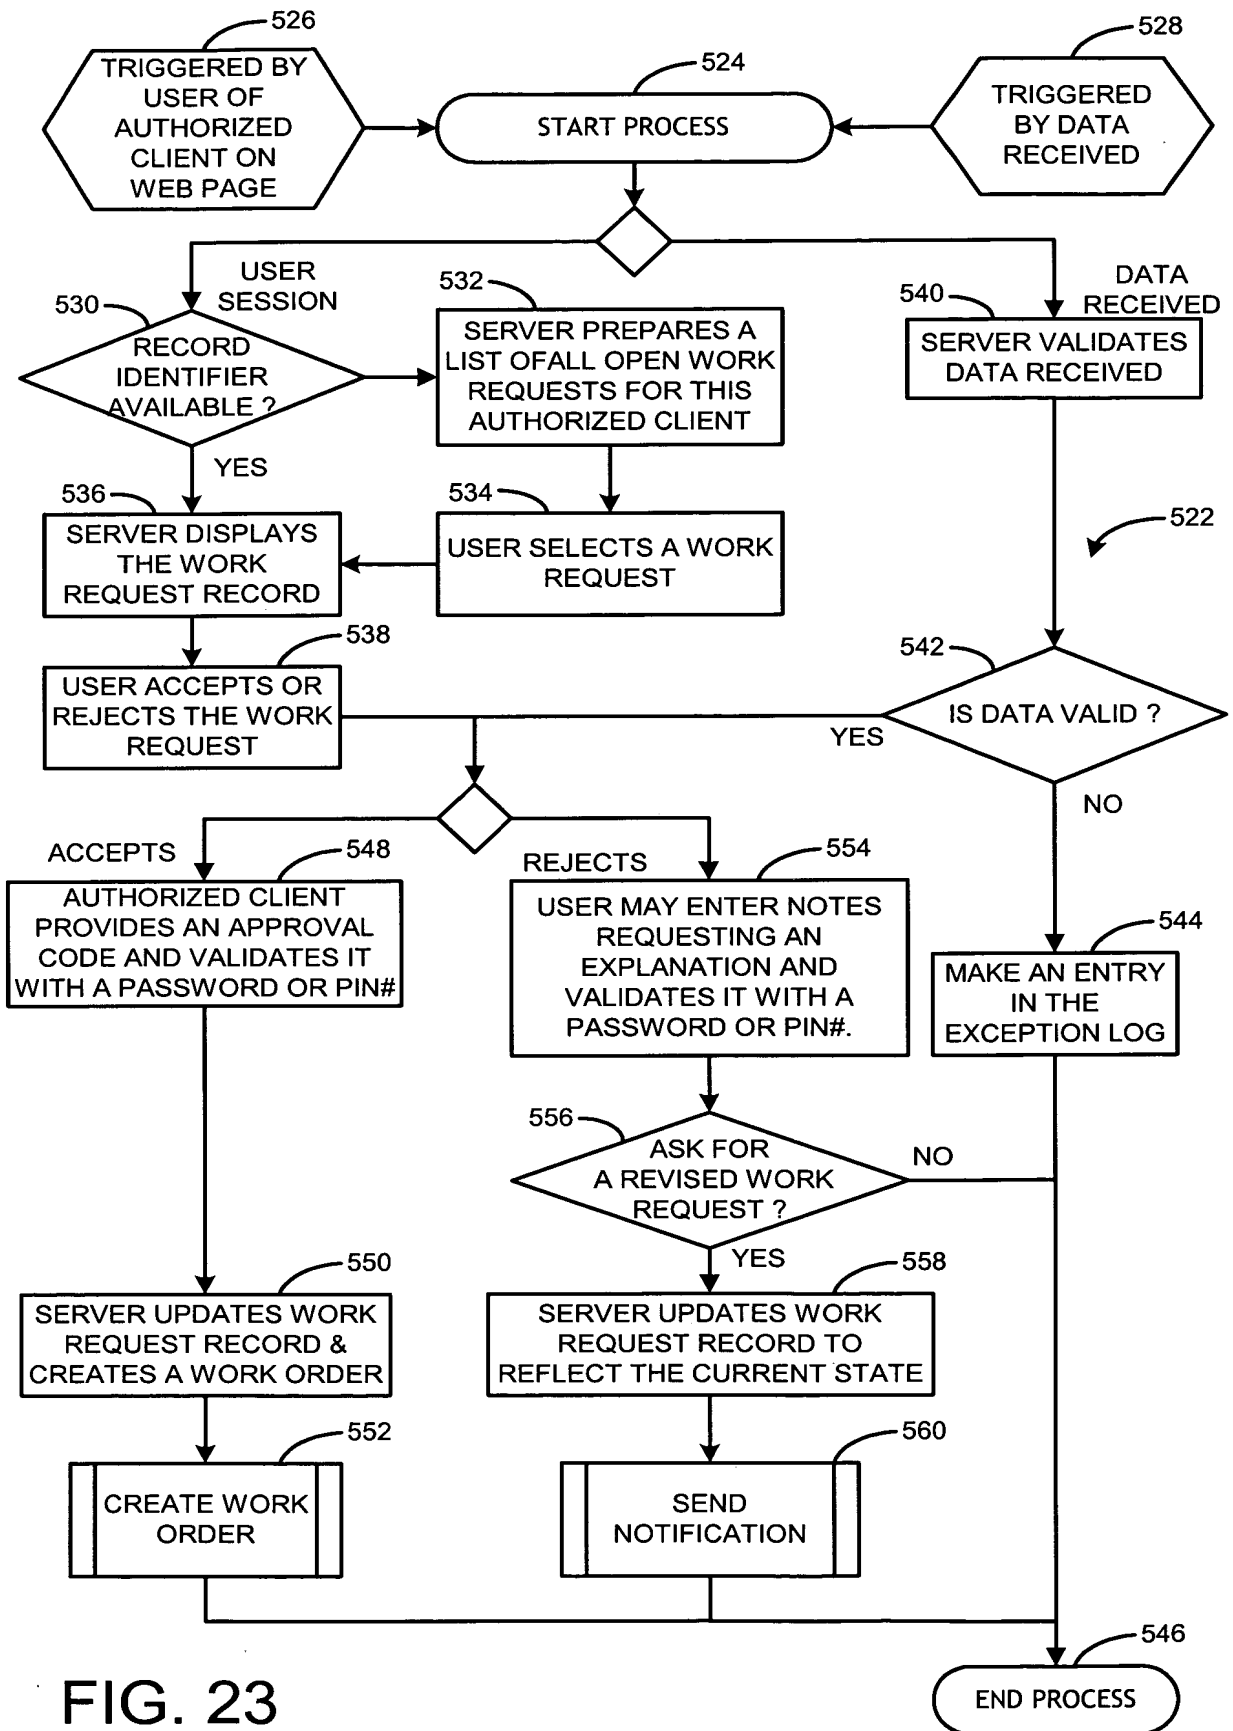 526
TRIGGERED BY
USER OF
AUTHORIZED
CLIENT ON
WEB PAGE
524
START PROCESS
528
TRIGGERED
BY DATA
RECEIVED
USER
SESSION
530
RECORD
IDENTIFIER
AVAILABLE ?
532
SERVER PREPARES A
LIST OFALL OPEN WORK
REQUESTS FOR THIS
AUTHORIZED CLIENT
DATA
RECEIVED
540
SERVER VALIDATES
DATA RECEIVED
YES
536
SERVER DISPLAYS
THE WORK
REQUEST RECORD
534
USER SELECTS A WORK
REQUEST
522
538
USER ACCEPTS OR
REJECTS THE WORK
REQUEST
542
IS DATA VALID ?
YES
NO
ACCEPTS
548
AUTHORIZED CLIENT
PROVIDES AN APPROVAL
CODE AND VALIDATES IT
WITH A PASSWORD OR PIN#
REJECTS
554
USER MAY ENTER NOTES
REQUESTING AN
EXPLANATION AND
VALIDATES IT WITH A
PASSWORD OR PIN#.
544
MAKE AN ENTRY
IN THE
EXCEPTION LOG
556
ASK FOR
A REVISED WORK
REQUEST ?
NO
YES
550
SERVER UPDATES WORK
REQUEST RECORD &
CREATES A WORK ORDER
558
SERVER UPDATES WORK
REQUEST RECORD TO
REFLECT THE CURRENT STATE
552
CREATE WORK
ORDER
560
SEND
NOTIFICATION
546
END PROCESS
FIG. 23